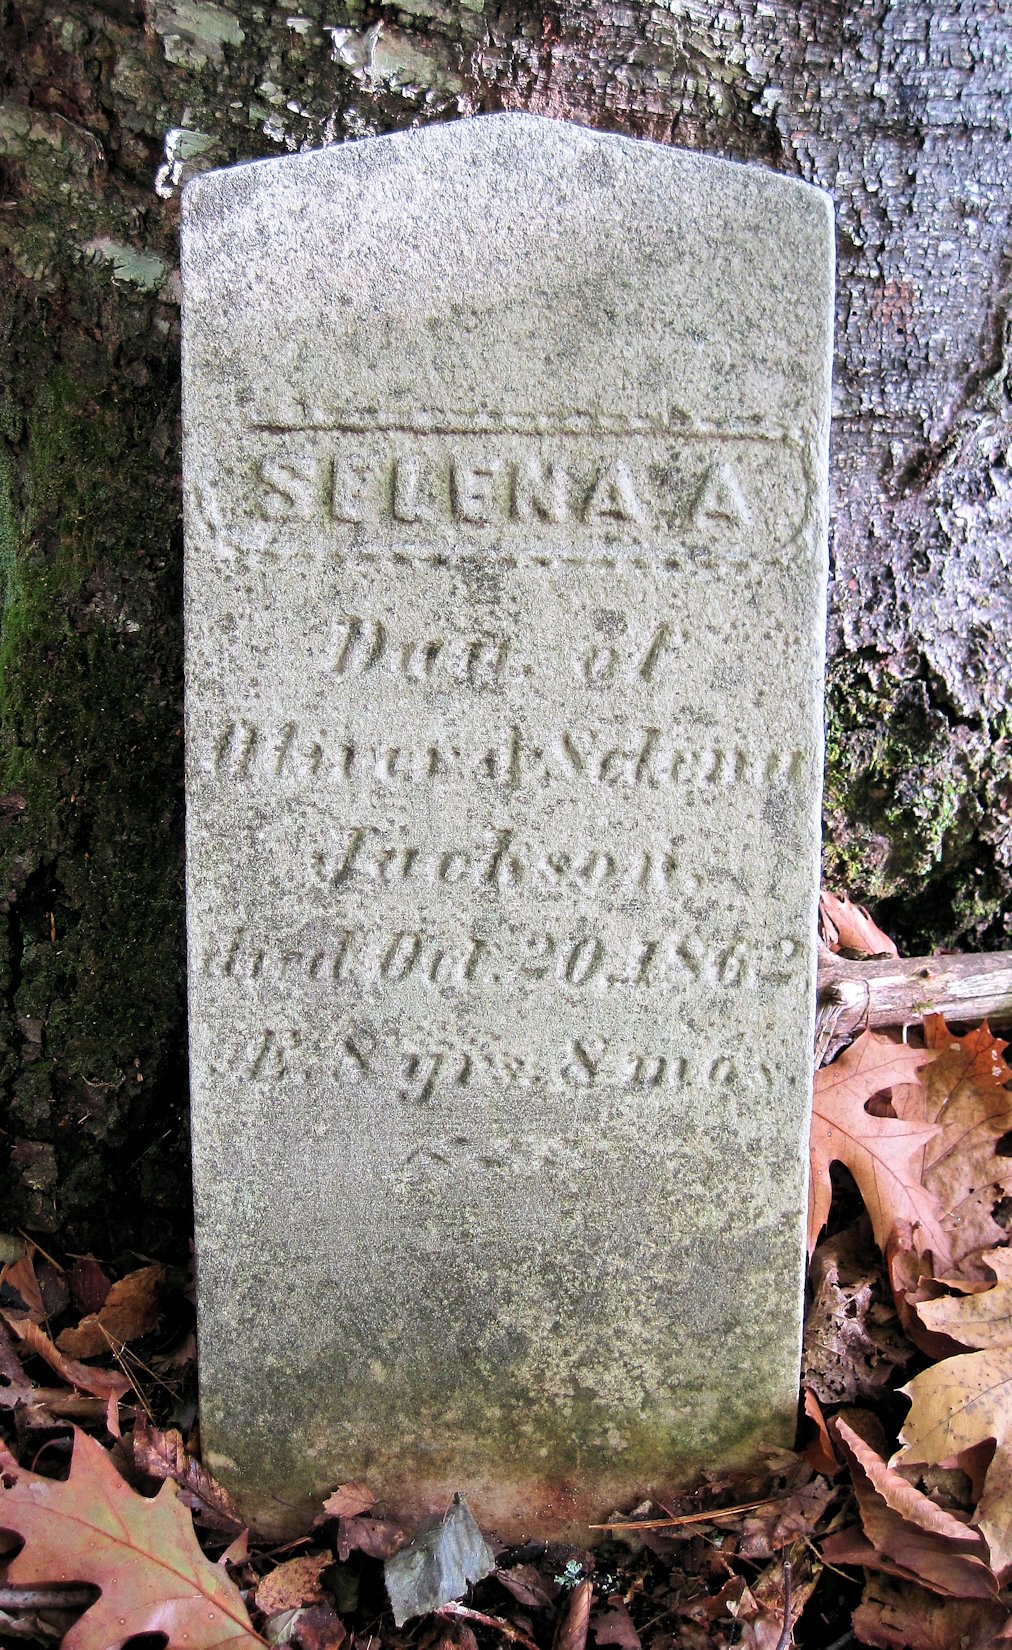 SELENA A
Dau. of
Oliver & Selena
Jackson,
died Oct. 20, 1862
Æ. 8 yrs. 8 mos.